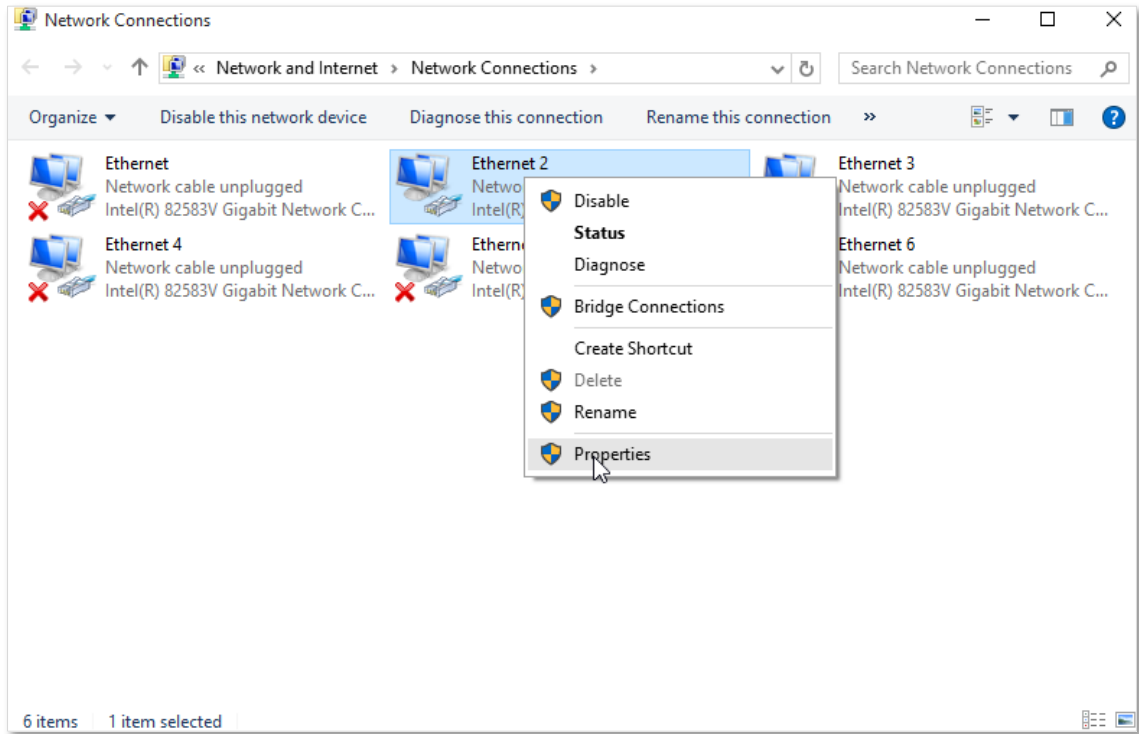 Network Connections
« Network and Internet › Network Connections ›
Search Network Connections
Organize Disable this network device Diagnose this connection Rename this connection »
Ethernet
Network cable unplugged
Intel(R) 82583V Gigabit Network C...
Ethernet 2
Netwo
Intel(R)
Ethernet 3
Network cable unplugged
Intel(R) 82583V Gigabit Network C...
Ethernet 4
Network cable unplugged
Intel(R) 82583V Gigabit Network C...
Ethern
Netwo
Intel(R)
Ethernet 6
Network cable unplugged
Intel(R) 82583V Gigabit Network C...
Disable
Status
Diagnose
Bridge Connections
Create Shortcut
Delete
Rename
Properties
6 items 1 item selected